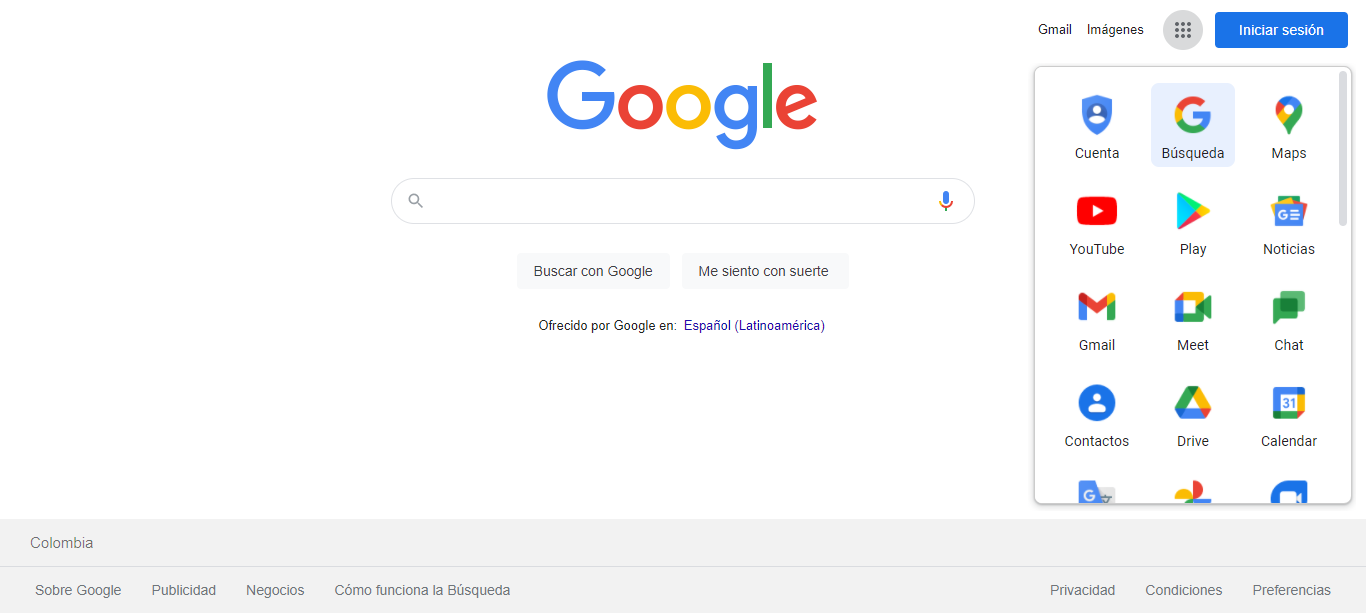 Gmail Imágenes Iniciar sesión
Google
Cuenta Búsqueda Maps
YouTube Play Noticias
GE
Buscar con Google Me siento con suerte
Ofrecido por Google en: Español (Latinoamérica)
Gmail Meet Chat
31
Contactos Drive Calendar
G
Colombia
Sobre Google Publicidad Negocios Cómo funciona la Búsqueda Privacidad Condiciones Preferencias